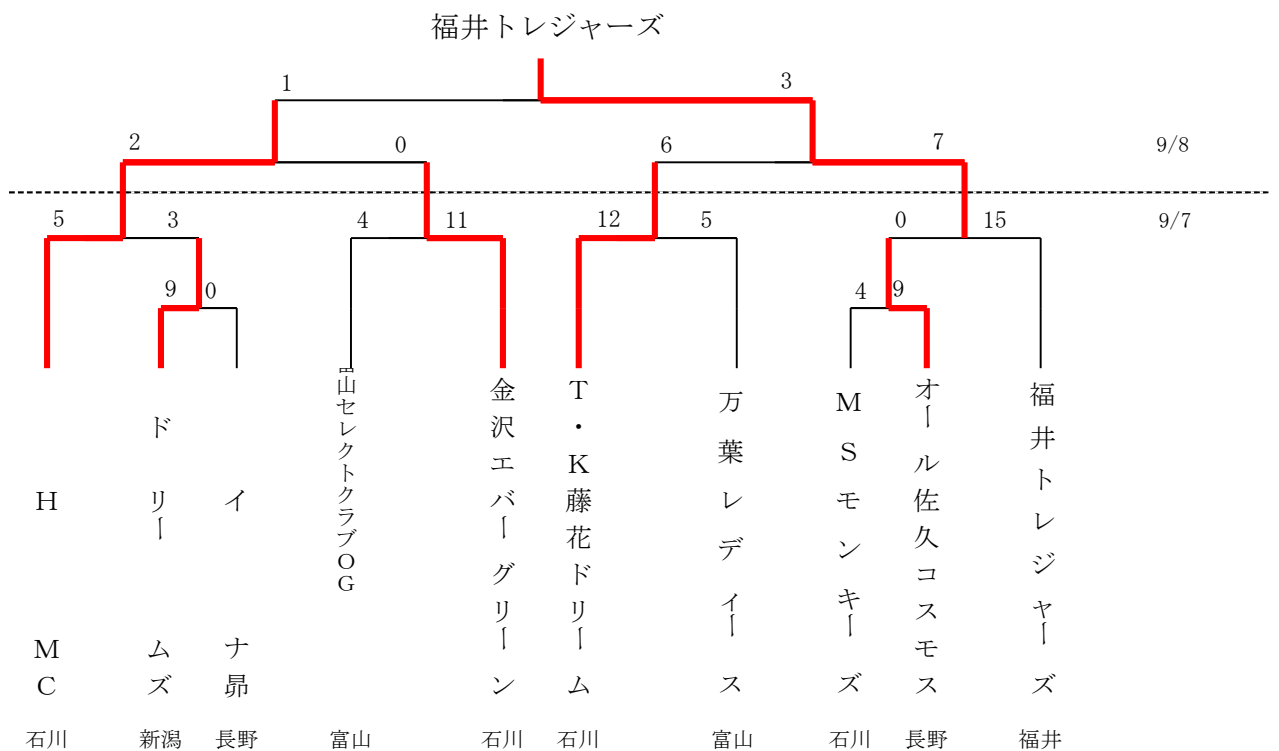 福井トレジャーズ
1
3
2
0
6
7
9/8
5
3
4
11
12
5
0
15
9/7
9
0
4
9
HMC
ドリームズ
イナ昴
山セレクトクラブOG
金沢エバーグリーン
T・K藤花ドリーム
万葉レディース
MSモンキーズ
オール佐久コスモス
福井トレジャーズ
石川
新潟
長野
富山
石川
石川
富山
石川
長野
福井